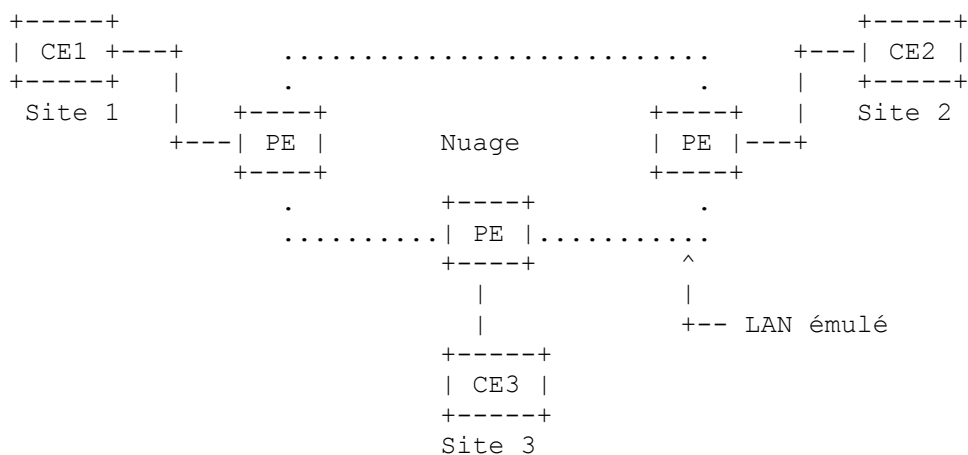 CE1 CE2
Site 1 Site 2
PE Nuage PE
PE
LAN émulé
CE3
Site 3